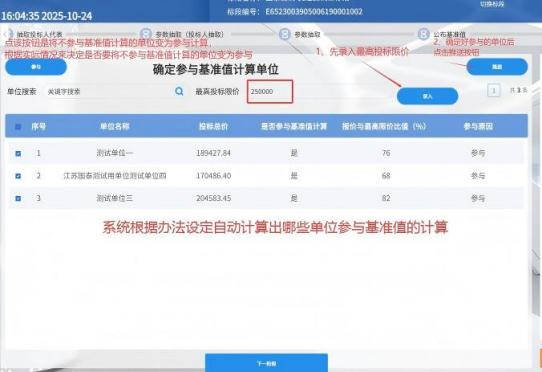 切换标段
16:04:35 2025-10-24
标段编号： E6523003905006190001002
抽取投标人代表
参数抽取（投标人抽取）
参数抽取
公布基准值
点该按钮是将不参与基准值计算的单位变为参与计算，
根据实际情况来决定是否要将不参与基准值计算的单位变为参与
1、先录入最高投标限价
2、确定好参与的单位后
点击推送按钮
参与
确定参与基准值计算单位
单位搜索 关键字搜索
最高投标限价 250000
录入
1
共 3 条
序号 单位名称 投标总价 是否参与基准值计算 报价与最高限价比值（%） 参与原因
1 测试单位一 189427.84 是 76 参与
2 江苏国泰测试用单位测试单位四 170486.40 是 68 参与
3 测试单位三 204583.45 是 82 参与
系统根据办法设定自动计算出哪些单位参与基准值的计算
下一阶段